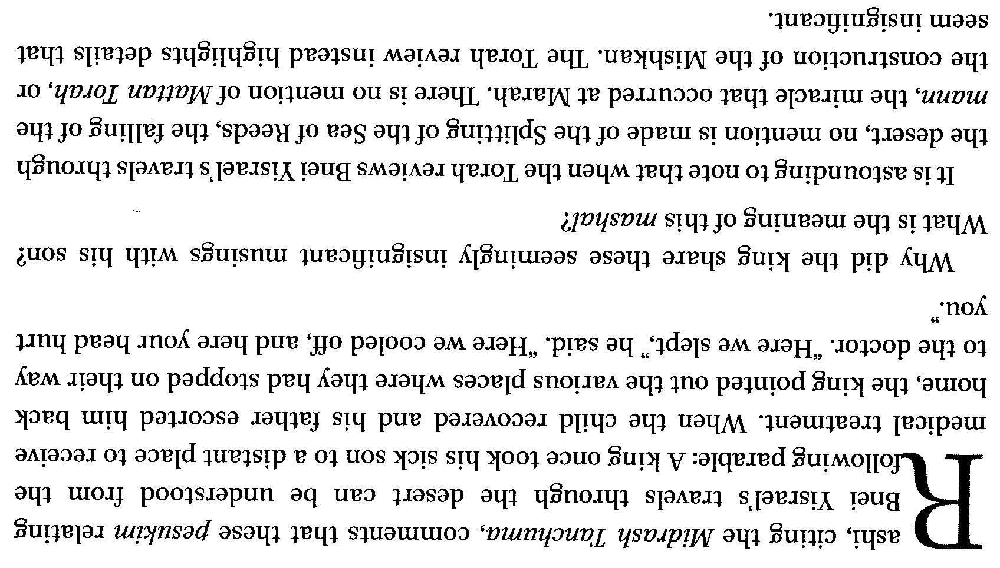 Rashi, citing the Midrash Tanchuma, comments that these pesukim relating
Bnei Yisrael's travels through the desert can be understood from the
following parable: A king once took his sick son to a distant place to receive
medical treatment. When the child recovered and his father escorted him back
home, the king pointed out the various places where they had stopped on their way
to the doctor. "Here we slept," he said. "Here we cooled off, and here your head hurt
you."
Why did the king share these seemingly insignificant musings with his son?
What is the meaning of this mashal?
It is astounding to note that when the Torah reviews Bnei Yisrael's travels through
the desert, no mention is made of the Splitting of the Sea of Reeds, the falling of the
mann, the miracle that occurred at Marah. There is no mention of Mattan Torah, or
the construction of the Mishkan. The Torah review instead highlights details that
seem insignificant.